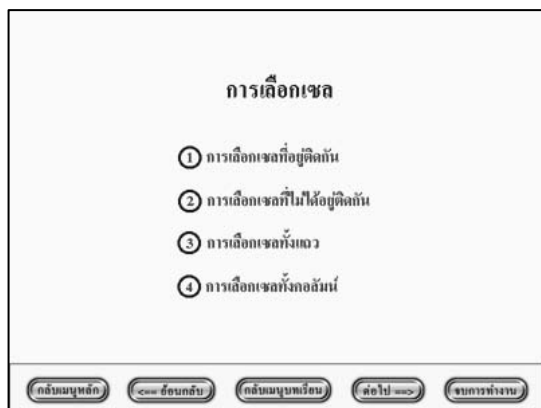 การเลือกเซล
1 การเลือกเซลที่อยู่ติดกัน
2 การเลือกเซลที่ไม่ได้อยู่ติดกัน
3 การเลือกเซลทั้งแถว
4 การเลือกเซลทั้งคอลัมน์
กลับเมนูหลัก <== ย้อนกลับ กลับเมนูบทเรียน ต่อไป ==> จบการทำงาน